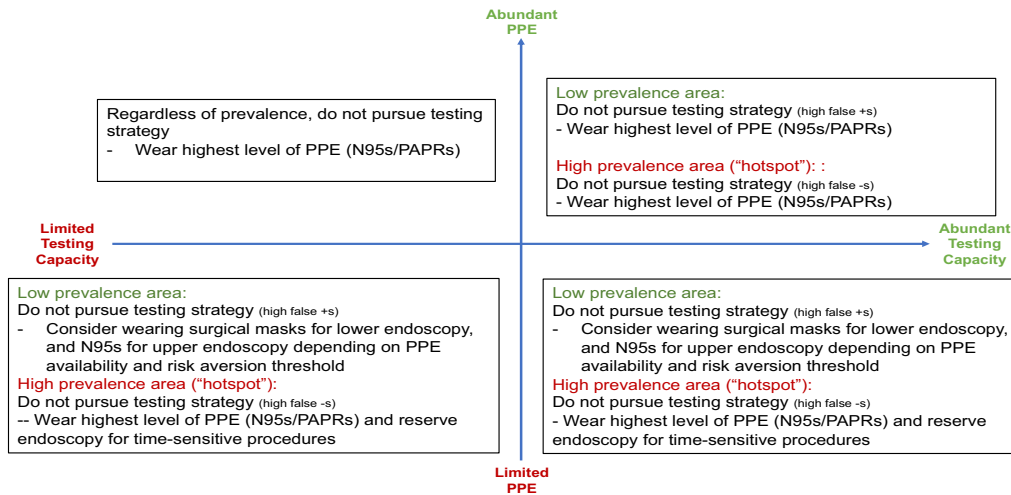 Abundant
PPE
Regardless of prevalence, do not pursue testing
strategy
- Wear highest level of PPE (N95s/PAPRs)
Low prevalence area:
Do not pursue testing strategy (high false +s)
- Wear highest level of PPE (N95s/PAPRs)
High prevalence area (“hotspot”): :
Do not pursue testing strategy (high false -s)
- Wear highest level of PPE (N95s/PAPRs)
Limited
Testing
Capacity
Abundant
Testing
Capacity
Low prevalence area:
Do not pursue testing strategy (high false +s)
- Consider wearing surgical masks for lower endoscopy,
and N95s for upper endoscopy depending on PPE
availability and risk aversion threshold
High prevalence area (“hotspot”):
Do not pursue testing strategy (high false -s)
-- Wear highest level of PPE (N95s/PAPRs) and reserve
endoscopy for time-sensitive procedures
Low prevalence area:
Do not pursue testing strategy (high false +s)
- Consider wearing surgical masks for lower endoscopy,
and N95s for upper endoscopy depending on PPE
availability and risk aversion threshold
High prevalence area (“hotspot”):
Do not pursue testing strategy (high false -s)
- Wear highest level of PPE (N95s/PAPRs) and reserve
endoscopy for time-sensitive procedures
Limited
PPE